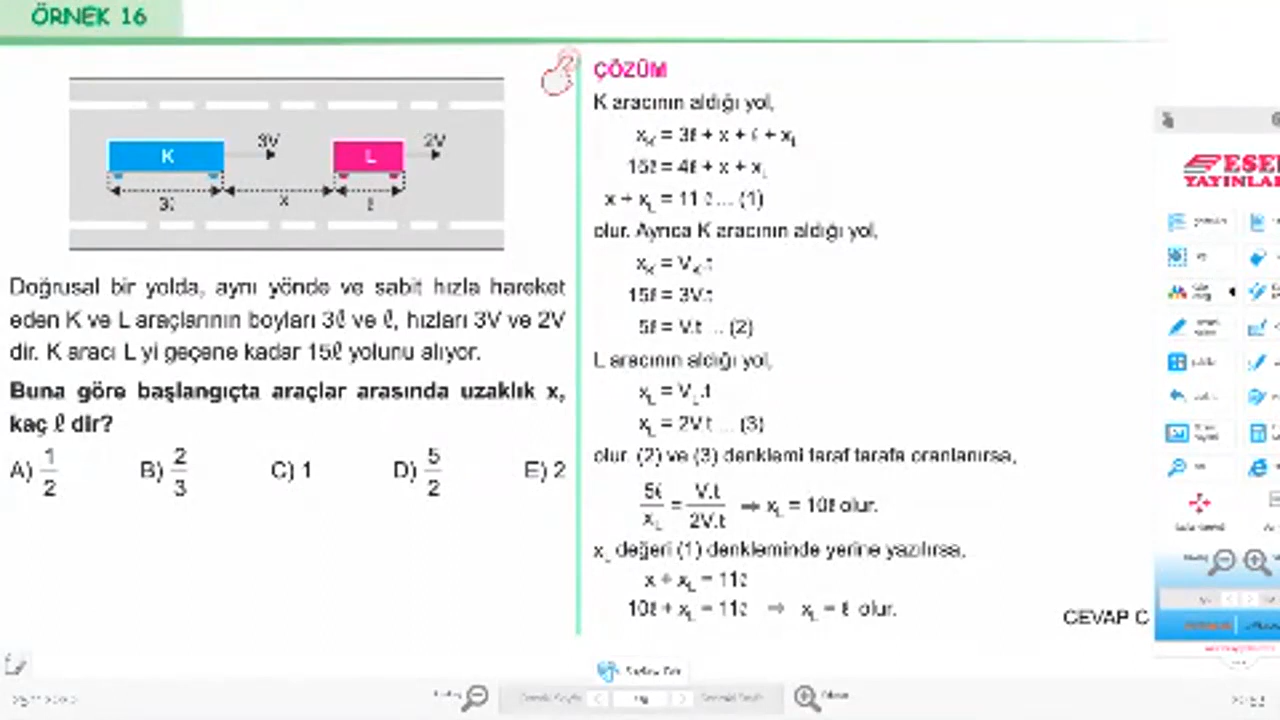 ÖRNEK 16
K
3V
L
2V
3ℓ
x
ℓ
Doğrusal bir yolda, aynı yönde ve sabit hızla hareket
eden K ve L araçlarının boyları 3ℓ ve ℓ, hızları 3V ve 2V
dir. K aracı L yi geçene kadar 15ℓ yolunu alıyor.
Buna göre başlangıçta araçlar arasında uzaklık x,
kaç ℓ dir?
A) 1/2 B) 2/3 C) 1 D) 5/2 E) 2
ÇÖZÜM
K aracının aldığı yol,
x_K = 3ℓ + x + ℓ + x_L
15ℓ = 4ℓ + x + x_L
x + x_L = 11ℓ ... (1)
olur. Ayrıca K aracının aldığı yol,
x_K = V_K.t
15ℓ = 3V.t
5ℓ = V.t ... (2)
L aracının aldığı yol,
x_L = V_L.t
x_L = 2V.t ... (3)
olur. (2) ve (3) denklemi taraf tarafa oranlanırsa,
5ℓ/x_L = V.t/2V.t ⇒ x_L = 10ℓ olur.
x_L değeri (1) denkleminde yerine yazılırsa,
x + x_L = 11ℓ
10ℓ + x_L = 11ℓ ⇒ x_L = ℓ olur.
CEVAP C
ESE
YAYINLA